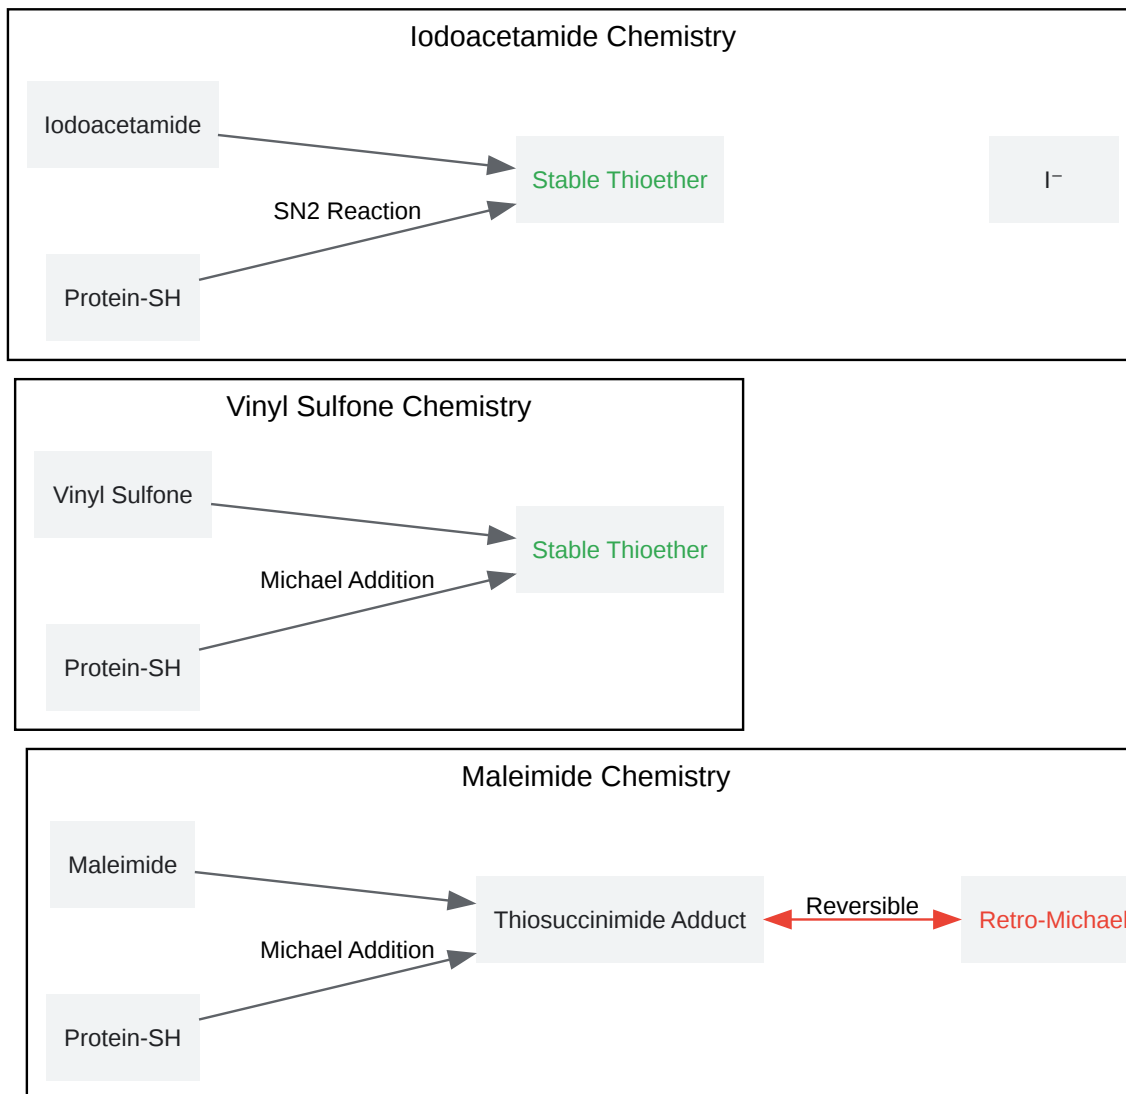 Iodoacetamide Chemistry
Iodoacetamide
Stable Thioether
I⁻
SN2 Reaction
Protein-SH
Vinyl Sulfone Chemistry
Vinyl Sulfone
Stable Thioether
Michael Addition
Protein-SH
Maleimide Chemistry
Maleimide
Thiosuccinimide Adduct
Reversible
Retro-Michael
Michael Addition
Protein-SH